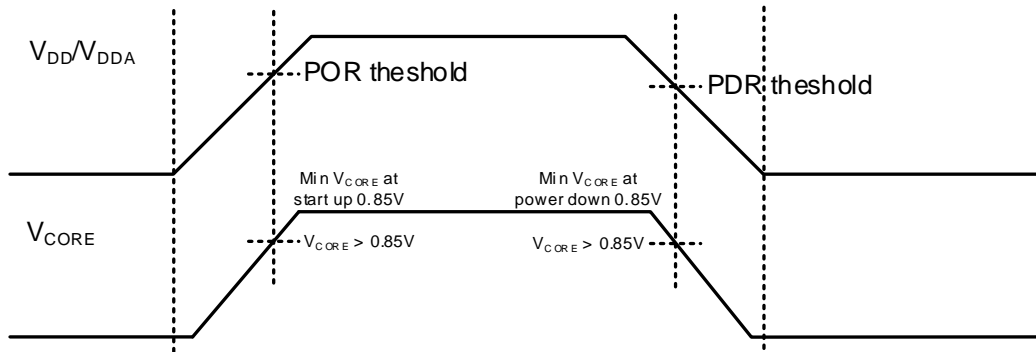 VDD/VDDA
POR theshold
PDR theshold
Min VCORE at
start up 0.85V
Min VCORE at
power down 0.85V
VCORE
VCORE > 0.85V
VCORE > 0.85V